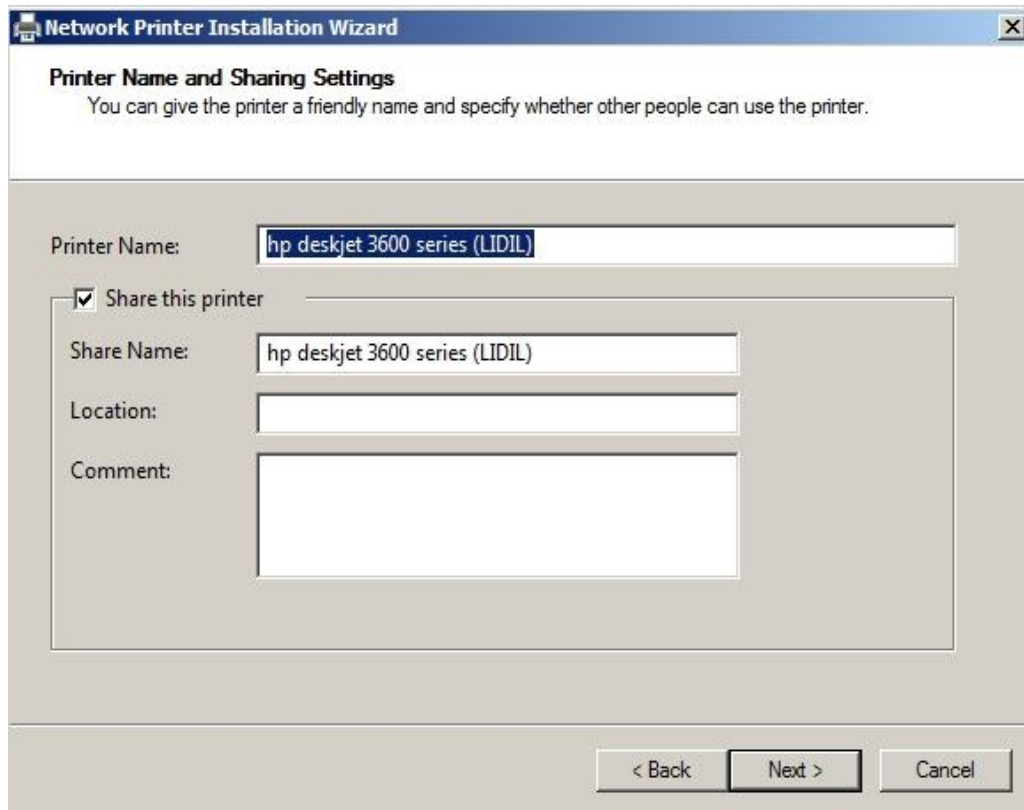 Network Printer Installation Wizard
Printer Name and Sharing Settings
You can give the printer a friendly name and specify whether other people can use the printer.
Printer Name: hp deskjet 3600 series (LIDIL)
Share this printer
Share Name: hp deskjet 3600 series (LIDIL)
Location:
Comment:
< Back Next > Cancel